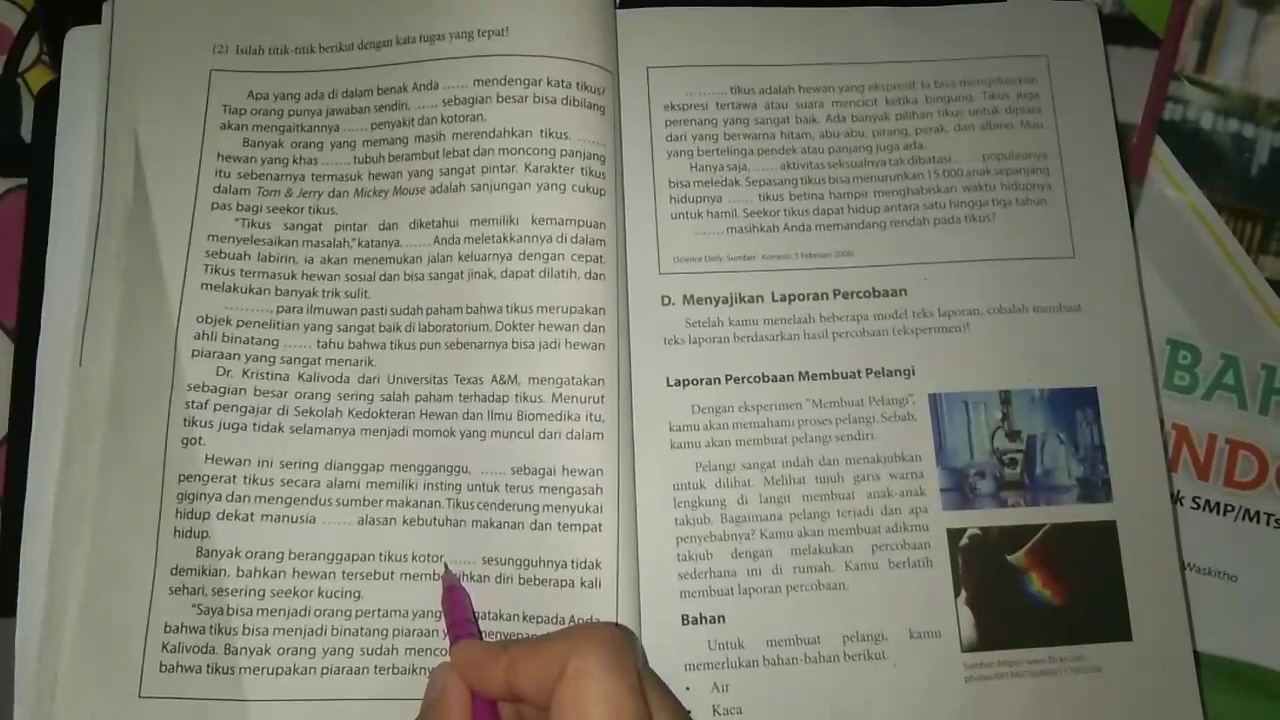 (2) Isilah titik-titik berikut dengan kata tugas yang tepat!
Apa yang ada di dalam benak Anda ...... mendengar kata tikus?
Tiap orang punya jawaban sendiri, ...... sebagian besar bisa dibilang
akan mengaitkannya ...... penyakit dan kotoran.
Banyak orang yang memang masih merendahkan tikus. ......
hewan yang khas ....... tubuh berambut lebat dan moncong panjang
itu sebenarnya termasuk hewan yang sangat pintar. Karakter tikus
dalam Tom & Jerry dan Mickey Mouse adalah sanjungan yang cukup
pas bagi seekor tikus.
"Tikus sangat pintar dan diketahui memiliki kemampuan
menyelesaikan masalah," katanya. ...... Anda meletakkannya di dalam
sebuah labirin, ia akan menemukan jalan keluarnya dengan cepat.
Tikus termasuk hewan sosial dan bisa sangat jinak, dapat dilatih, dan
melakukan banyak trik sulit.
.........., para ilmuwan pasti sudah paham bahwa tikus merupakan
objek penelitian yang sangat baik di laboratorium. Dokter hewan dan
ahli binatang ...... tahu bahwa tikus pun sebenarnya bisa jadi hewan
piaraan yang sangat menarik.
Dr. Kristina Kalivoda dari Universitas Texas A&M, mengatakan
sebagian besar orang sering salah paham terhadap tikus. Menurut
staf pengajar di Sekolah Kedokteran Hewan dan Ilmu Biomedika itu,
tikus juga tidak selamanya menjadi momok yang muncul dari dalam
got.
Hewan ini sering dianggap mengganggu, ...... sebagai hewan
pengerat tikus secara alami memiliki insting untuk terus mengasah
giginya dan mengendus sumber makanan. Tikus cenderung menyukai
hidup dekat manusia ...... alasan kebutuhan makanan dan tempat
hidup.
Banyak orang beranggapan tikus kotor ...... sesungguhnya tidak
demikian, bahkan hewan tersebut membersihkan diri beberapa kali
sehari, sesering seekor kucing.
"Saya bisa menjadi orang pertama yang gatakan kepada Anda
bahwa tikus bisa menjadi binatang piaraan
Kalivoda. Banyak orang yang sudah menco
bahwa tikus merupakan piaraan terbaikny
.........., tikus adalah hewan yang ekspresif. Ia bisa mengeluarkan
ekspresi tertawa atau suara mencicit ketika bingung. Tikus juga
perenang yang sangat baik. Ada banyak pilihan tikus untuk dipiara
dari yang berwarna hitam, abu-abu, pirang, perak, dan albino. Mau
yang bertelinga pendek atau panjang juga ada.
Hanya saja, ...... aktivitas seksualnya tak dibatasi ...... populasinya
bisa meledak. Sepasang tikus bisa menurunkan 15.000 anak sepanjang
hidupnya ...... tikus betina hampir menghabiskan waktu hidupnya
untuk hamil. Seekor tikus dapat hidup antara satu hingga tiga tahun.
......., masihkah Anda memandang rendah pada tikus?
(Science Daily, Sumber: Kompas, 5 Februari 2008)
D. Menyajikan Laporan Percobaan
Setelah kamu menelaah beberapa model teks laporan, cobalah membuat
teks laporan berdasarkan hasil percobaan (eksperimen)!
Laporan Percobaan Membuat Pelangi
Dengan eksperimen "Membuat Pelangi",
kamu akan memahami proses pelangi. Sebab,
kamu akan membuat pelangi sendiri.
Pelangi sangat indah dan menakjubkan
untuk dilihat. Melihat tujuh garis warna
lengkung di langit membuat anak-anak
takjub. Bagaimana pelangi terjadi dan apa
penyebabnya? Kamu akan membuat adikmu
takjub dengan melakukan percobaan
sederhana ini di rumah. Kamu berlatih
membuat laporan percobaan.
Bahan
Untuk membuat pelangi, kamu
memerlukan bahan-bahan berikut.
• Air
• Kaca
BAH
NDO
k SMP/MTs
Waskitho